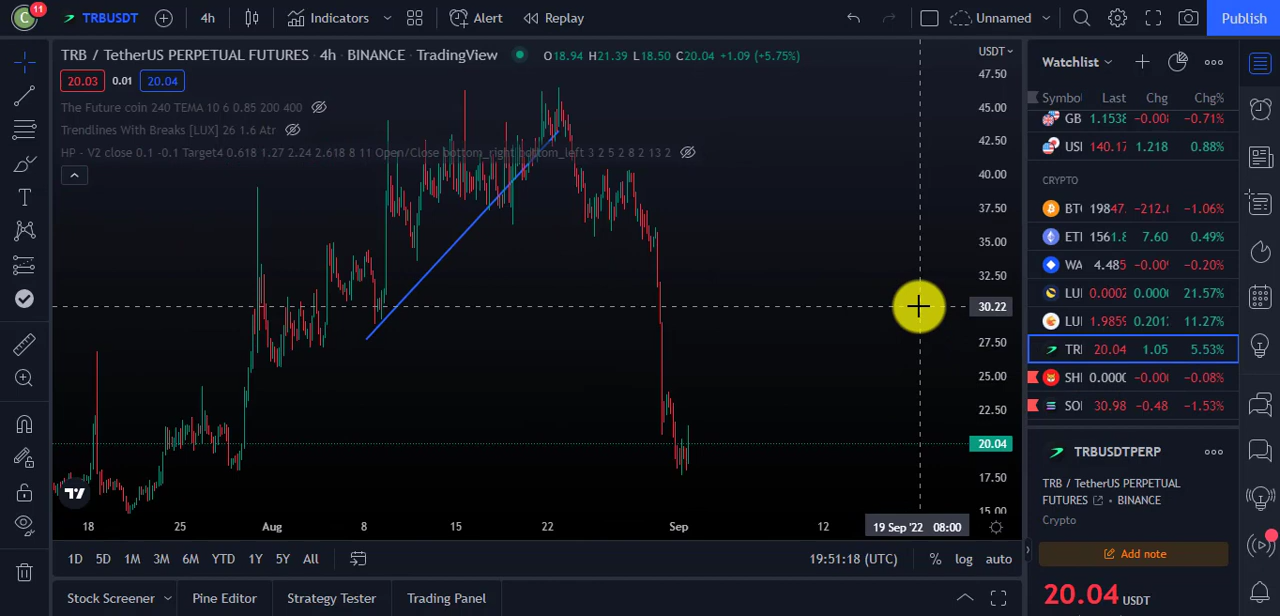 C 11 TRBUSDT 4h Indicators Alert Replay Unnamed Publish
TRB / TetherUS PERPETUAL FUTURES · 4h · BINANCE · TradingView O18.94 H21.39 L18.50 C20.04 +1.09 (+5.75%)
20.03 0.01 20.04
The Future coin 240 TEMA 10 6 0.85 200 400
Trendlines With Breaks [LUX] 26 1.6 Atr
HP - V2 close 0.1 -0.1 Target4 0.618 1.27 2.24 2.618 8 11 Open/Close bottom_right bottom_left 3 2 5 2 8 2 13 2
USDT
47.50
45.00
42.50
40.00
37.50
35.00
32.50
30.22
27.50
25.00
22.50
20.04
17.50
15.00
18 25 Aug 8 15 22 Sep 12 19 Sep '22 08:00
1D 5D 1M 3M 6M YTD 1Y 5Y All 19:51:18 (UTC) % log auto
Stock Screener Pine Editor Strategy Tester Trading Panel
Watchlist
Symbol Last Chg Chg%
GB 1.1538 -0.71%
US 140.17 1.218 0.88%
CRYPTO
BT 19847. -212.0 -1.06%
ET 1561.8 7.60 0.49%
WA 4.485 -0.20%
LU 0.0002 0.0000 21.57%
LU 1.9859 0.2012 11.27%
TR 20.04 1.05 5.53%
SH 0.0000 -0.00 -0.08%
SO 30.98 -0.48 -1.53%
TRBUSDTPERP
TRB / TetherUS PERPETUAL
FUTURES · BINANCE
Crypto
Add note
20.04 USDT